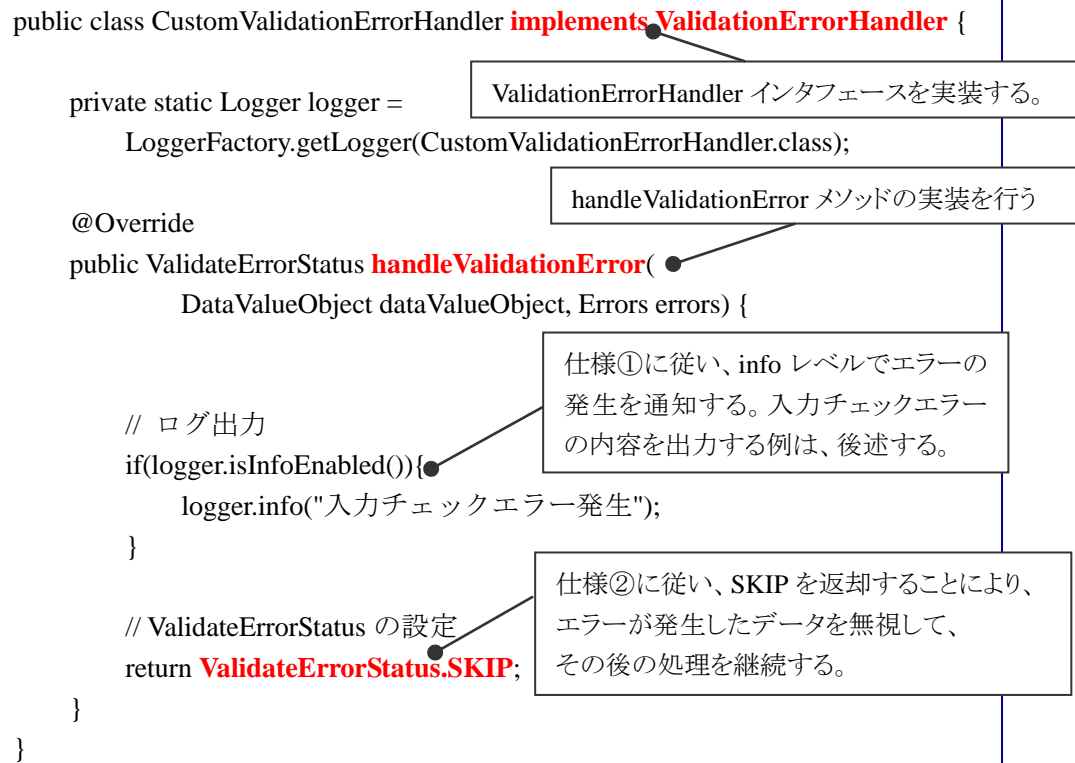 public class CustomValidationErrorHandler implements ValidationErrorHandler {
ValidationErrorHandler インタフェースを実装する。
private static Logger logger =
LoggerFactory.getLogger(CustomValidationErrorHandler.class);
handleValidationError メソッドの実装を行う
@Override
public ValidateErrorStatus handleValidationError(
DataValueObject dataValueObject, Errors errors) {
仕様①に従い、info レベルでエラーの
発生を通知する。入力チェックエラー
の内容を出力する例は、後述する。
// ログ出力
if(logger.isInfoEnabled()){
logger.info("入力チェックエラー発生");
}
仕様②に従い、SKIP を返却することにより、
エラーが発生したデータを無視して、
その後の処理を継続する。
// ValidateErrorStatus の設定
return ValidateErrorStatus.SKIP;
}
}